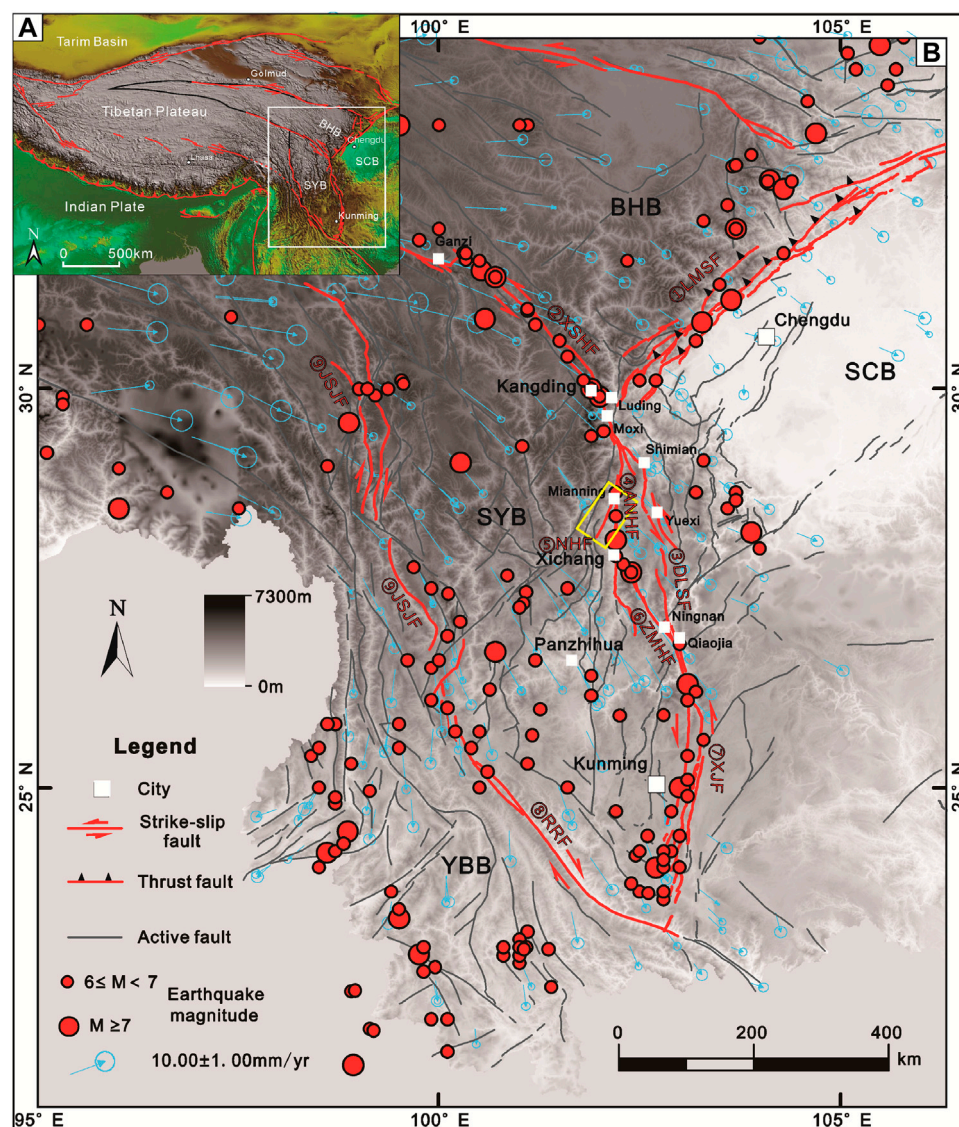 A
Tarim Basin
Golmud
Tibetan Plateau
BHB
Chengdu
Lhasa
SCB
SYB
Indian Plate
Kunming
N
0 500km
100° E
105° E
B
BHB
Ganzi
①LMSF
②XSHF
Chengdu
SCB
30° N
30° N
⑨JSJF
Kangding
Luding
Moxi
Shimian
④ANHF
Mianning
SYB
Yuexi
⑤NHF
Xichang
③DLSF
⑨JSJF
Ningnan
⑥ZMHF
Qiaojia
Panzhihua
N
7300m
0m
Kunming
⑦XJF
25° N
25° N
⑧RRF
YBB
Legend
City
Strike-slip
fault
Thrust fault
Active fault
6≤ M < 7
Earthquake
magnitude
M ≥7
10.00±1. 00mm/yr
0 200 400
km
95° E
100° E
105° E